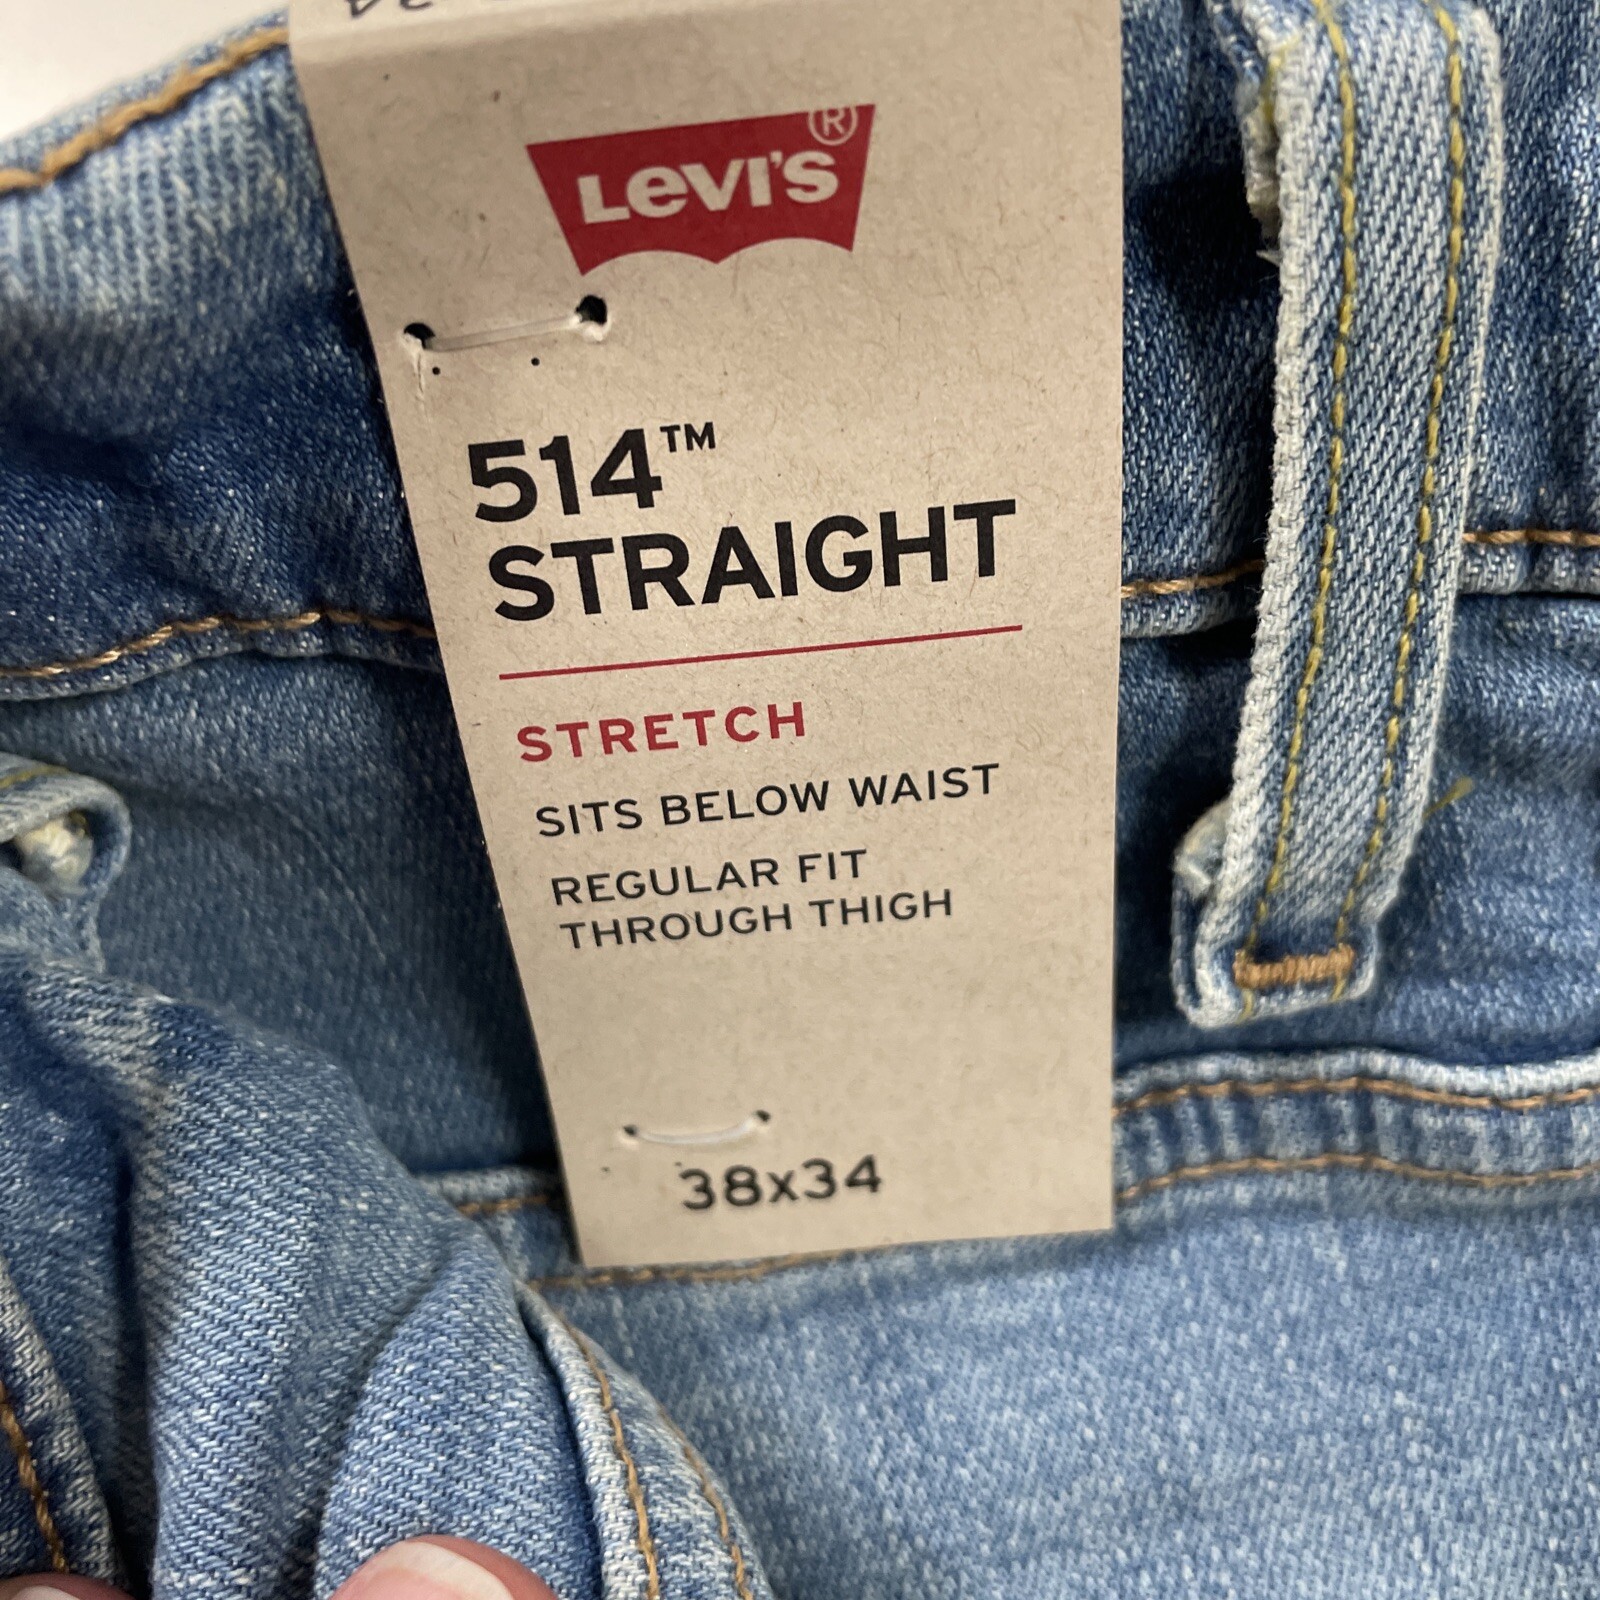 LEVI'S®
514™
STRAIGHT
STRETCH
SITS BELOW WAIST
REGULAR FIT
THROUGH THIGH
38x34